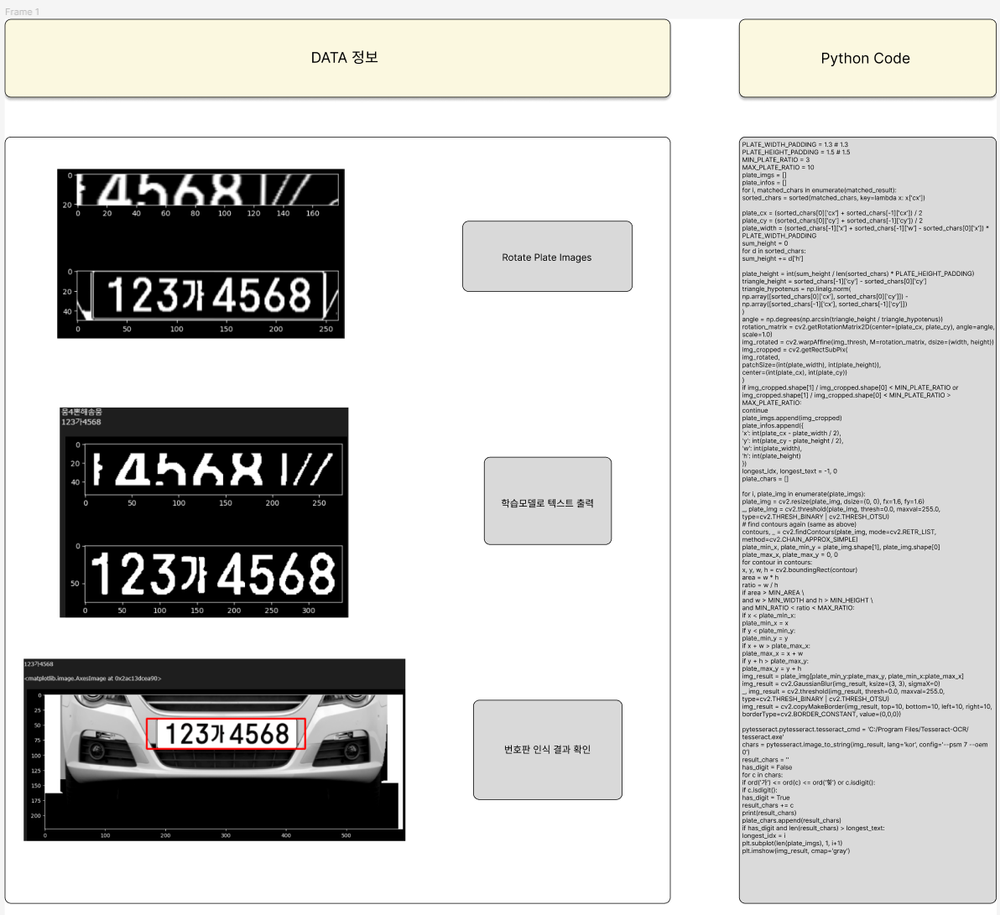 Frame 1
DATA 정보
Python Code
4568
0
20
0 20 40 60 80 100 120 140 160
123가 4568
0
20
40
0 50 100 150 200 250
Rotate Plate Images
뭄4뽄해송뭄
123가4568
4568
0
20
40
0 50 100 150 200 250
123가 4568
0
50
0 50 100 150 200 250 300
학습모델로 텍스트 출력
123가4568
<matplotlib.image.AxesImage at 0x2ac13dcea90>
123가 4568
0
25
50
75
100
125
150
175
200
0 100 200 300 400 500
번호판 인식 결과 확인
PLATE_WIDTH_PADDING = 1.3 # 1.3
PLATE_HEIGHT_PADDING = 1.5 # 1.5
MIN_PLATE_RATIO = 3
MAX_PLATE_RATIO = 10
plate_imgs = []
plate_infos = []
for i, matched_chars in enumerate(matched_result):
sorted_chars = sorted(matched_chars, key=lambda x: x['cx'])
plate_cx = (sorted_chars[0]['cx'] + sorted_chars[-1]['cx']) / 2
plate_cy = (sorted_chars[0]['cy'] + sorted_chars[-1]['cy']) / 2
plate_width = (sorted_chars[-1]['x'] + sorted_chars[-1]['w'] - sorted_chars[0]['x']) *
PLATE_WIDTH_PADDING
sum_height = 0
for d in sorted_chars:
sum_height += d['h']
plate_height = int(sum_height / len(sorted_chars) * PLATE_HEIGHT_PADDING)
triangle_height = sorted_chars[-1]['cy'] - sorted_chars[0]['cy']
triangle_hypotenus = np.linalg.norm(
np.array([sorted_chars[0]['cx'], sorted_chars[0]['cy']]) -
np.array([sorted_chars[-1]['cx'], sorted_chars[-1]['cy']])
)
angle = np.degrees(np.arcsin(triangle_height / triangle_hypotenus))
rotation_matrix = cv2.getRotationMatrix2D(center=(plate_cx, plate_cy), angle=angle,
scale=1.0)
img_rotated = cv2.warpAffine(img_thresh, M=rotation_matrix, dsize=(width, height))
img_cropped = cv2.getRectSubPix(
img_rotated,
patchSize=(int(plate_width), int(plate_height)),
center=(int(plate_cx), int(plate_cy))
)
if img_cropped.shape[1] / img_cropped.shape[0] < MIN_PLATE_RATIO or
img_cropped.shape[1] / img_cropped.shape[0] < MIN_PLATE_RATIO >
MAX_PLATE_RATIO:
continue
plate_imgs.append(img_cropped)
plate_infos.append({
'x': int(plate_cx - plate_width / 2),
'y': int(plate_cy - plate_height / 2),
'w': int(plate_width),
'h': int(plate_height)
})
longest_idx, longest_text = -1, 0
plate_chars = []
for i, plate_img in enumerate(plate_imgs):
plate_img = cv2.resize(plate_img, dsize=(0, 0), fx=1.6, fy=1.6)
_, plate_img = cv2.threshold(plate_img, thresh=0.0, maxval=255.0,
type=cv2.THRESH_BINARY | cv2.THRESH_OTSU)
# find contours again (same as above)
contours, _ = cv2.findContours(plate_img, mode=cv2.RETR_LIST,
method=cv2.CHAIN_APPROX_SIMPLE)
plate_min_x, plate_min_y = plate_img.shape[1], plate_img.shape[0]
plate_max_x, plate_max_y = 0, 0
for contour in contours:
x, y, w, h = cv2.boundingRect(contour)
area = w * h
ratio = w / h
if area > MIN_AREA \
and w > MIN_WIDTH and h > MIN_HEIGHT \
and MIN_RATIO < ratio < MAX_RATIO:
if x < plate_min_x:
plate_min_x = x
if y < plate_min_y:
plate_min_y = y
if x + w > plate_max_x:
plate_max_x = x + w
if y + h > plate_max_y:
plate_max_y = y + h
img_result = plate_img[plate_min_y:plate_max_y, plate_min_x:plate_max_x]
img_result = cv2.GaussianBlur(img_result, ksize=(3, 3), sigmaX=0)
_, img_result = cv2.threshold(img_result, thresh=0.0, maxval=255.0,
type=cv2.THRESH_BINARY | cv2.THRESH_OTSU)
img_result = cv2.copyMakeBorder(img_result, top=10, bottom=10, left=10, right=10,
borderType=cv2.BORDER_CONSTANT, value=(0,0,0))
pytesseract.pytesseract.tesseract_cmd = 'C:/Program Files/Tesseract-OCR/
tesseract.exe'
chars = pytesseract.image_to_string(img_result, lang='kor', config='--psm 7 --oem
0')
result_chars = ''
has_digit = False
for c in chars:
if ord('가') <= ord(c) <= ord('힣') or c.isdigit():
if c.isdigit():
has_digit = True
result_chars += c
print(result_chars)
plate_chars.append(result_chars)
if has_digit and len(result_chars) > longest_text:
longest_idx = i
plt.subplot(len(plate_imgs), 1, i+1)
plt.imshow(img_result, cmap='gray')